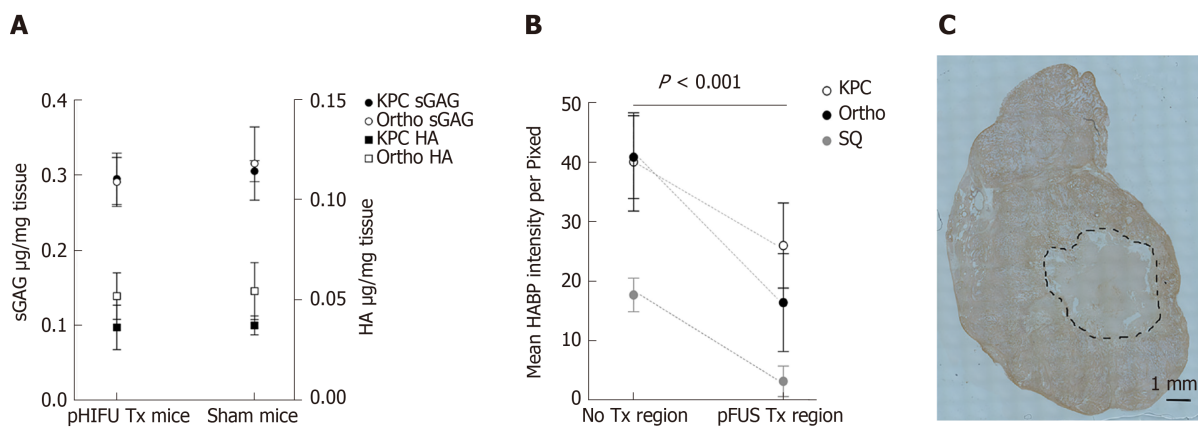 A
B
C
0.4
0.3
0.2
0.1
0.0
sGAG µg/mg tissue
0.15
0.10
0.05
0.00
HA µg/mg tissue
KPC sGAG
Ortho sGAG
KPC HA
Ortho HA
pHIFU Tx mice
Sham mice
P < 0.001
50
40
30
20
10
0
Mean HABP intensity per Pixed
KPC
Ortho
SQ
No Tx region
pFUS Tx region
1 mm